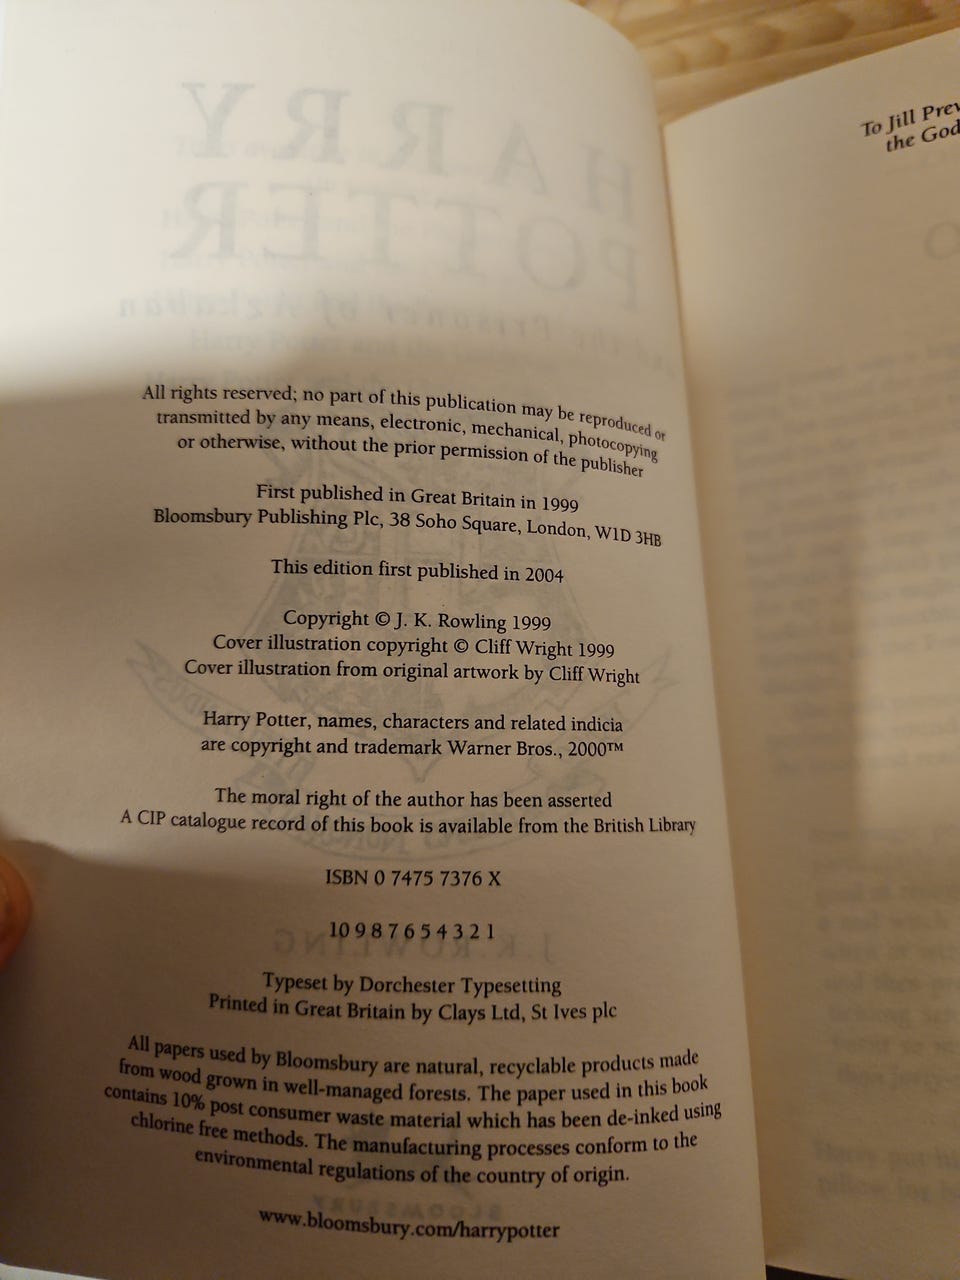 HARRY
POTTER
and the Prisoner of Azkaban
All rights reserved; no part of this publication may be reproduced or
transmitted by any means, electronic, mechanical, photocopying
or otherwise, without the prior permission of the publisher
First published in Great Britain in 1999
Bloomsbury Publishing Plc, 38 Soho Square, London, W1D 3HB
This edition first published in 2004
Copyright © J. K. Rowling 1999
Cover illustration copyright © Cliff Wright 1999
Cover illustration from original artwork by Cliff Wright
Harry Potter, names, characters and related indicia
are copyright and trademark Warner Bros., 2000™
The moral right of the author has been asserted
A CIP catalogue record of this book is available from the British Library
ISBN 0 7475 7376 X
10 9 8 7 6 5 4 3 2 1
J.K.ROWLING
Typeset by Dorchester Typesetting
Printed in Great Britain by Clays Ltd, St Ives plc
All papers used by Bloomsbury are natural, recyclable products made
from wood grown in well-managed forests. The paper used in this book
contains 10% post consumer waste material which has been de-inked using
chlorine free methods. The manufacturing processes conform to the
environmental regulations of the country of origin.
BLOOMSBURY
www.bloomsbury.com/harrypotter
To Jill Prev
the God